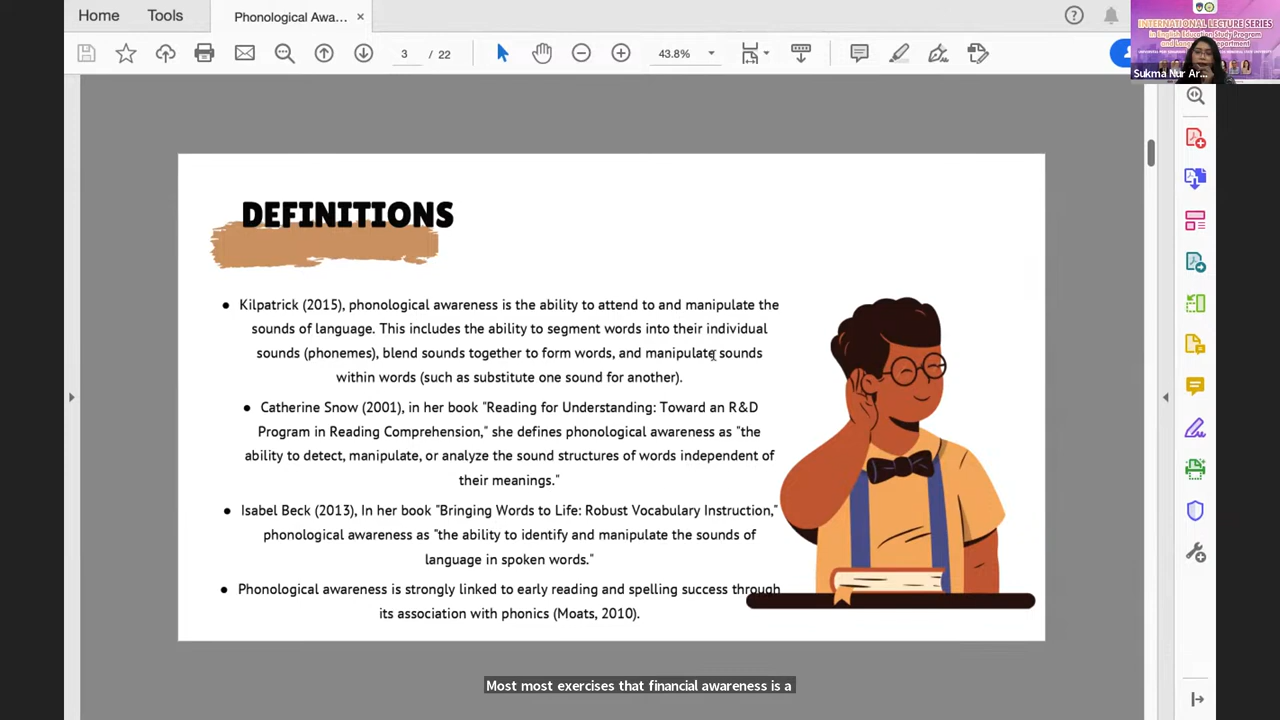 Home Tools Phonological Awa... ×
3 / 22 43.8%
INTERNATIONAL LECTURE SERIES
in English Education Study Program
Sukma Nur Ar...
DEFINITIONS
● Kilpatrick (2015), phonological awareness is the ability to attend to and manipulate the
sounds of language. This includes the ability to segment words into their individual
sounds (phonemes), blend sounds together to form words, and manipulate sounds
within words (such as substitute one sound for another).
● Catherine Snow (2001), in her book "Reading for Understanding: Toward an R&D
Program in Reading Comprehension," she defines phonological awareness as "the
ability to detect, manipulate, or analyze the sound structures of words independent of
their meanings."
● Isabel Beck (2013), In her book "Bringing Words to Life: Robust Vocabulary Instruction,"
phonological awareness as "the ability to identify and manipulate the sounds of
language in spoken words."
● Phonological awareness is strongly linked to early reading and spelling success through
its association with phonics (Moats, 2010).
Most most exercises that financial awareness is a